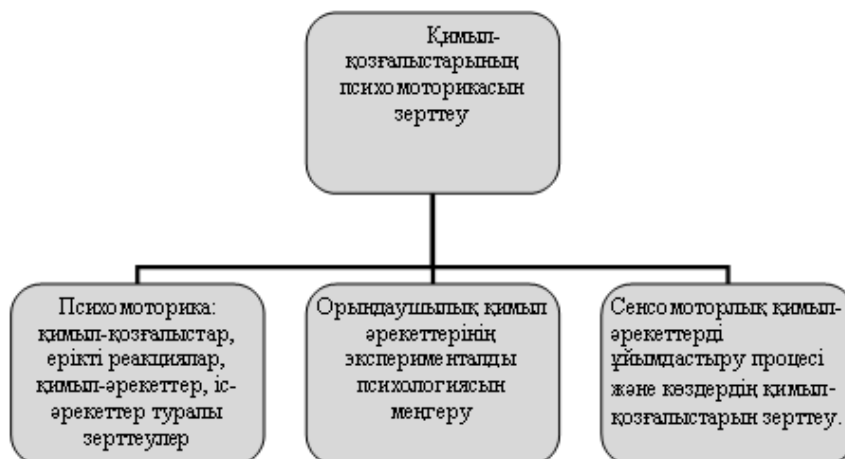 Қимыл-
қозғалыстарының
психомоторикасын
зерттеу
Психомоторика:
қимыл-қозғалыстар,
ерікті реакциялар,
қимыл-әрекеттер, іс-
әрекеттер туралы
зерттеулер
Орындаушылық қимыл
әрекеттерінің
эксперименталды
психологиясын
меңгеру
Сенсомоторлық қимыл-
әрекеттерді
ұйымдастыру процесі
және көздердің қимыл-
қозғалыстарын зерттеу.